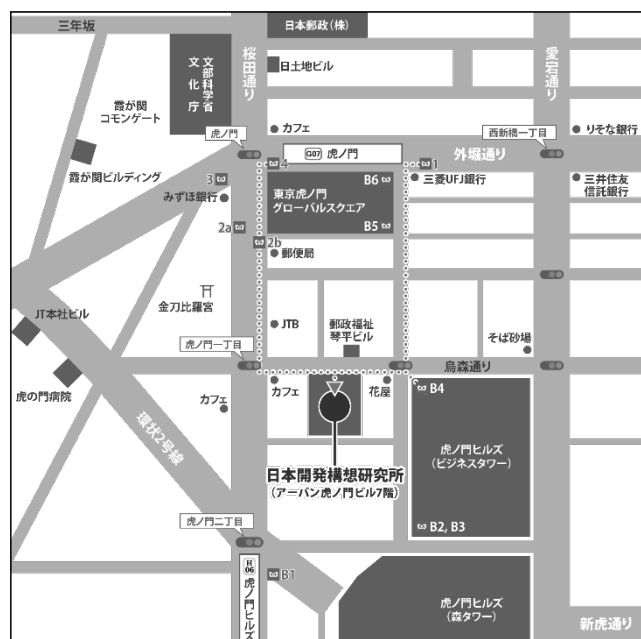 三年坂
日本郵政(株)
桜田通り
愛宕通り
文部科学省
文化庁
日土地ビル
霞が関
コモンゲート
虎ノ門
カフェ
西新橋一丁目
りそな銀行
G07 虎ノ門
外堀通り
4
1
霞が関ビルディング
3
みずほ銀行
B6
三菱UFJ銀行
三井住友
信託銀行
東京虎ノ門
グローバルスクエア
2a
B5
2b
郵便局
金刀比羅宮
JT本社ビル
JTB
郵政福祉
琴平ビル
そば砂場
虎ノ門一丁目
烏森通り
虎の門病院
カフェ
カフェ
花屋
B4
環状2号線
虎ノ門ヒルズ
(ビジネスタワー)
日本開発構想研究所
(アーバン虎ノ門ビル7階)
虎ノ門二丁目
B2, B3
H06 虎ノ門ヒルズ
B1
虎ノ門ヒルズ
(森タワー)
新虎通り